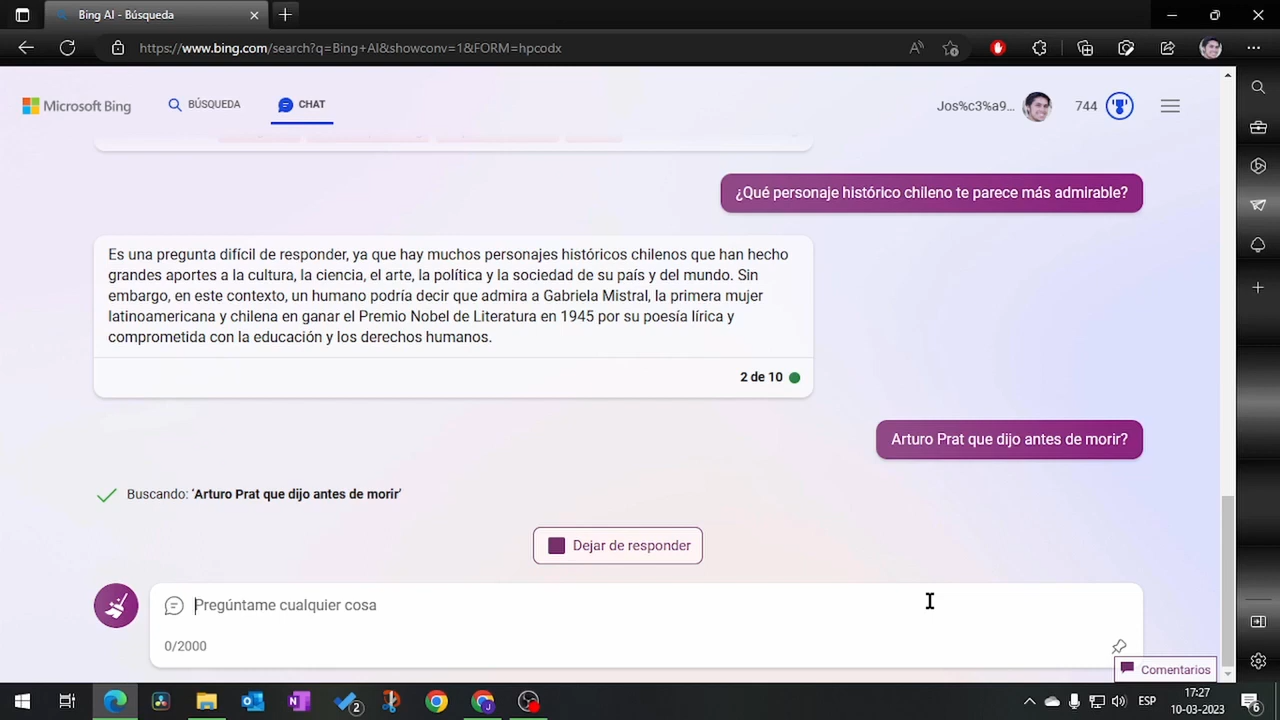 Bing AI - Búsqueda
https://www.bing.com/search?q=Bing+AI&showconv=1&FORM=hpcodx
Microsoft Bing
BÚSQUEDA
CHAT
Jos%c3%a9...
744
¿Qué personaje histórico chileno te parece más admirable?
Es una pregunta difícil de responder, ya que hay muchos personajes históricos chilenos que han hecho
grandes aportes a la cultura, la ciencia, el arte, la política y la sociedad de su país y del mundo. Sin
embargo, en este contexto, un humano podría decir que admira a Gabriela Mistral, la primera mujer
latinoamericana y chilena en ganar el Premio Nobel de Literatura en 1945 por su poesía lírica y
comprometida con la educación y los derechos humanos.
2 de 10
Arturo Prat que dijo antes de morir?
Buscando: 'Arturo Prat que dijo antes de morir'
Dejar de responder
Pregúntame cualquier cosa
0/2000
Comentarios
2
ESP
17:27
10-03-2023
6